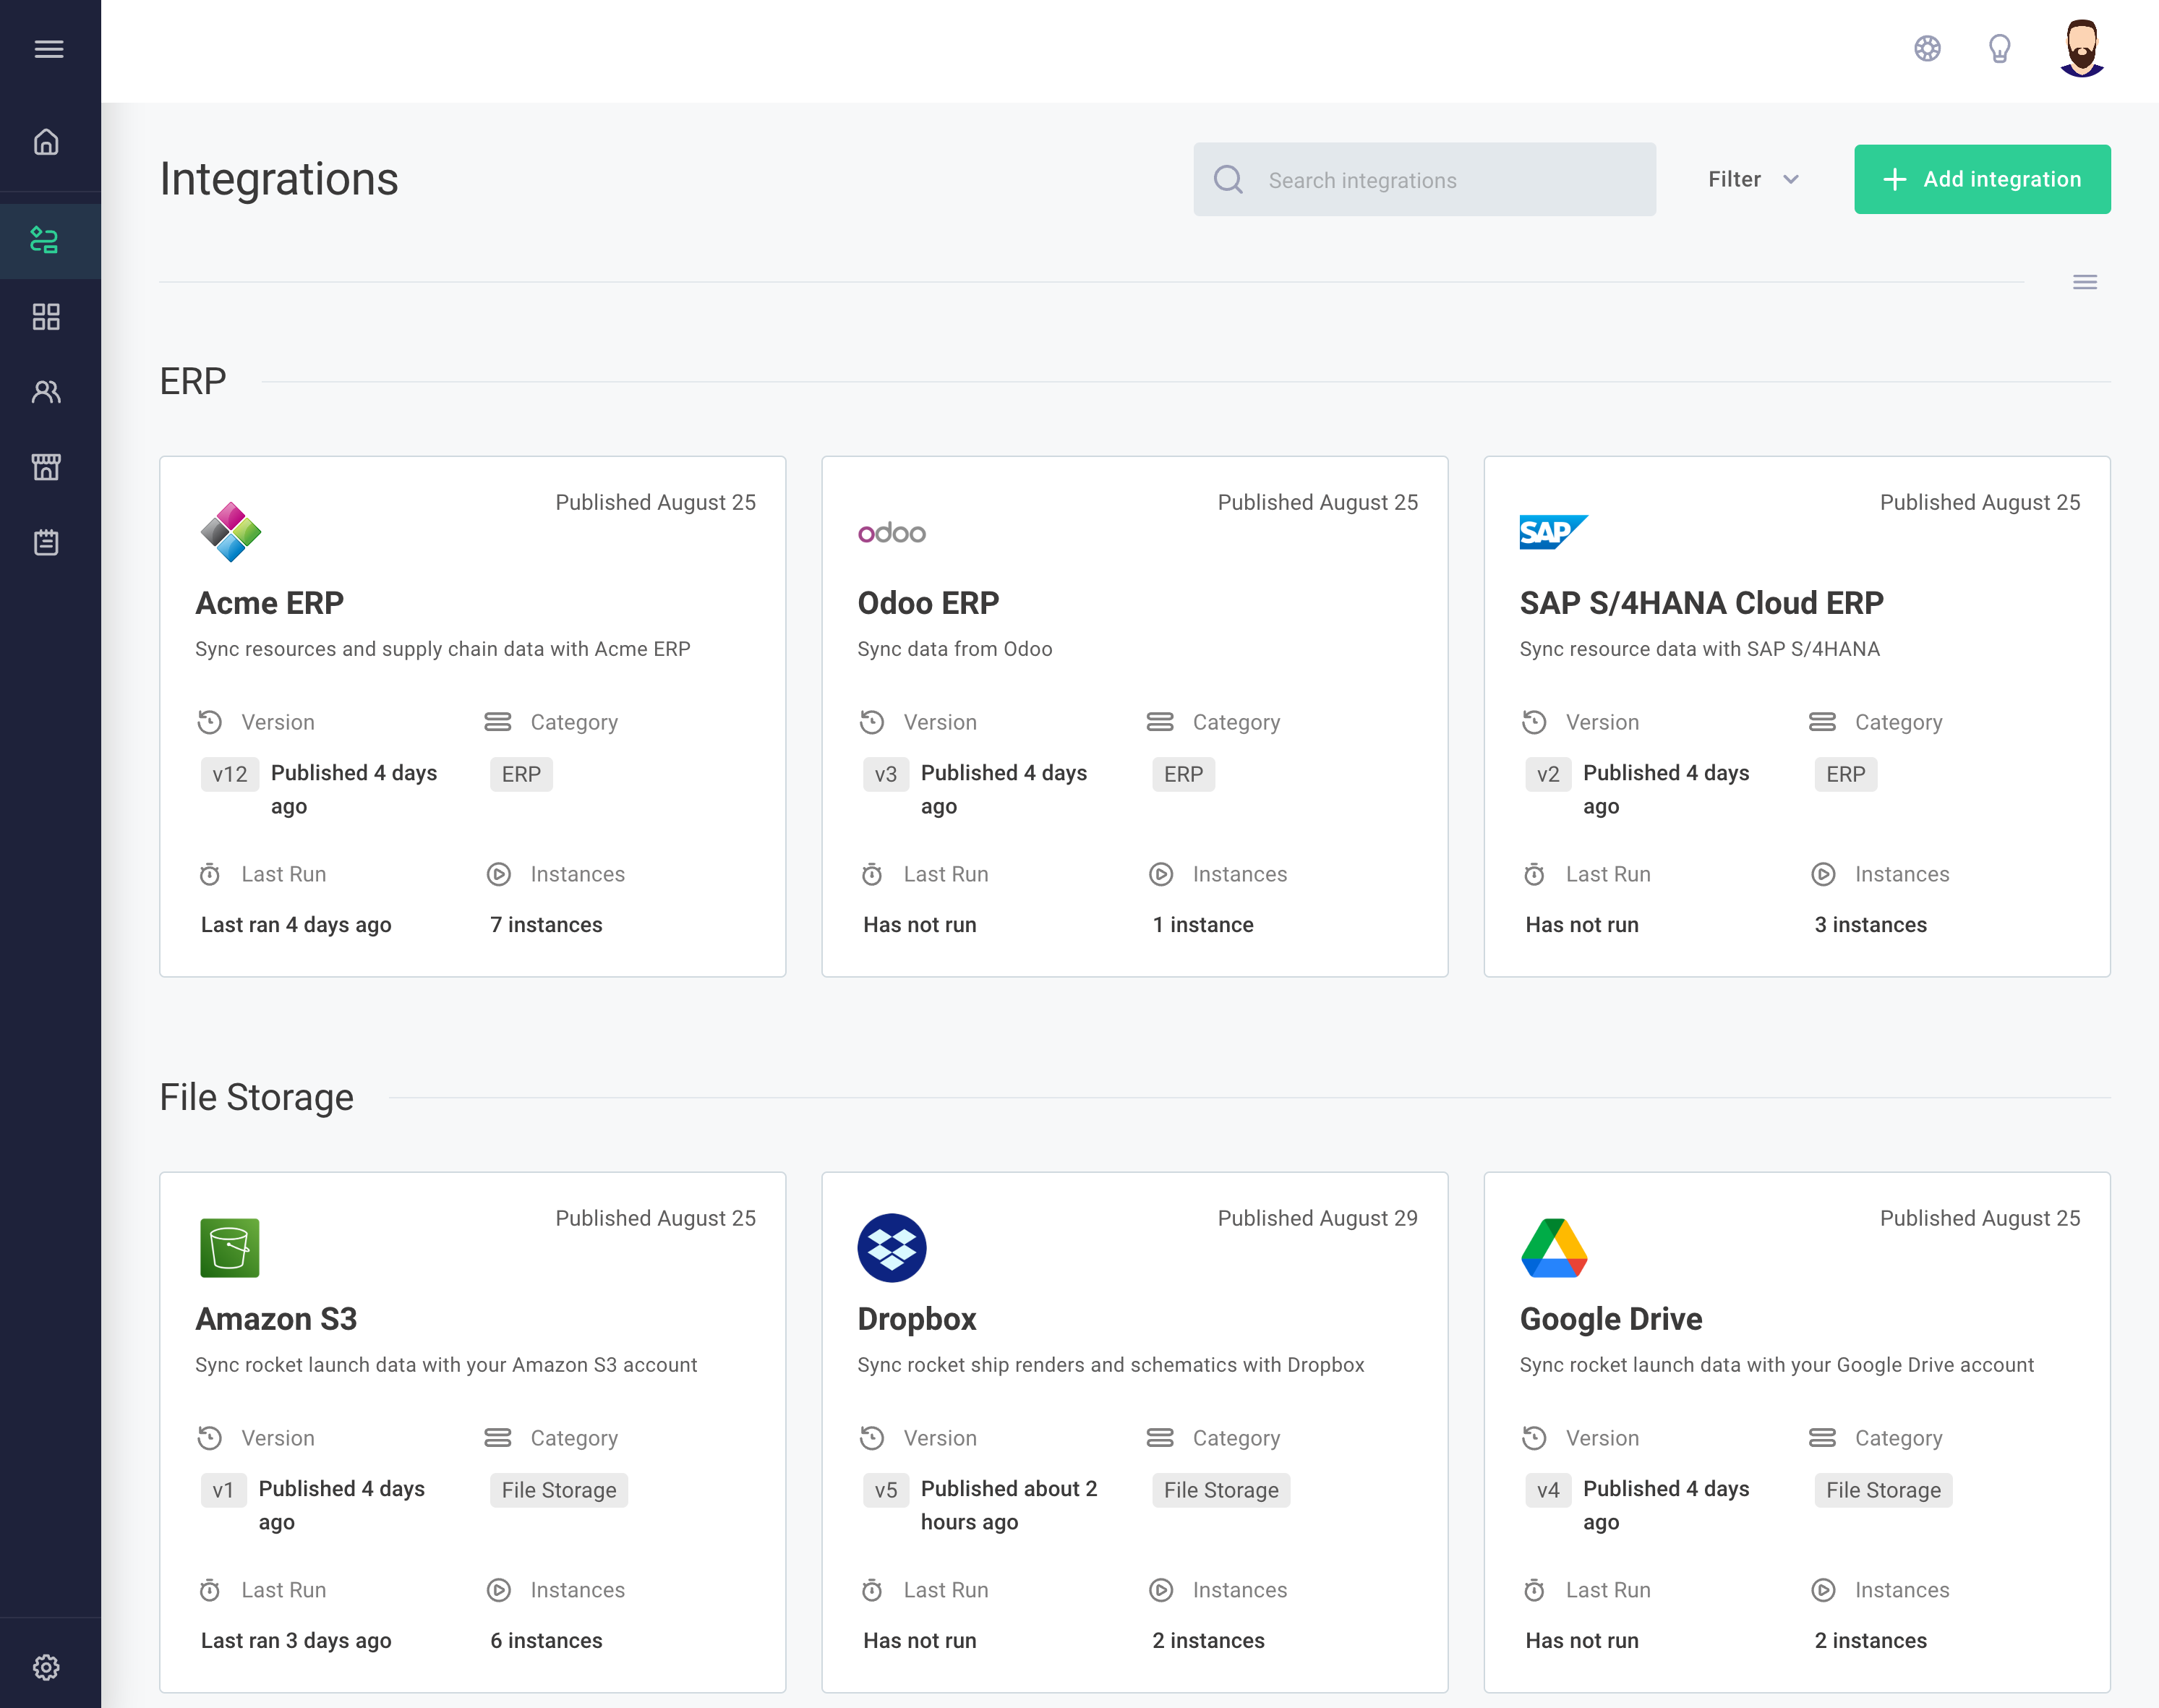 Integrations
Search integrations
Filter
Add integration
ERP
Published August 25
Acme ERP
Sync resources and supply chain data with Acme ERP
Version
Category
v12 Published 4 days
ago
ERP
Last Run
Instances
Last ran 4 days ago
7 instances
Published August 25
odoo
Odoo ERP
Sync data from Odoo
Version
Category
v3 Published 4 days
ago
ERP
Last Run
Instances
Has not run
1 instance
Published August 25
SAP
SAP S/4HANA Cloud ERP
Sync resource data with SAP S/4HANA
Version
Category
v2 Published 4 days
ago
ERP
Last Run
Instances
Has not run
3 instances
File Storage
Published August 25
Amazon S3
Sync rocket launch data with your Amazon S3 account
Version
Category
v1 Published 4 days
ago
File Storage
Last Run
Instances
Last ran 3 days ago
6 instances
Published August 29
Dropbox
Sync rocket ship renders and schematics with Dropbox
Version
Category
v5 Published about 2
hours ago
File Storage
Last Run
Instances
Has not run
2 instances
Published August 25
Google Drive
Sync rocket launch data with your Google Drive account
Version
Category
v4 Published 4 days
ago
File Storage
Last Run
Instances
Has not run
2 instances